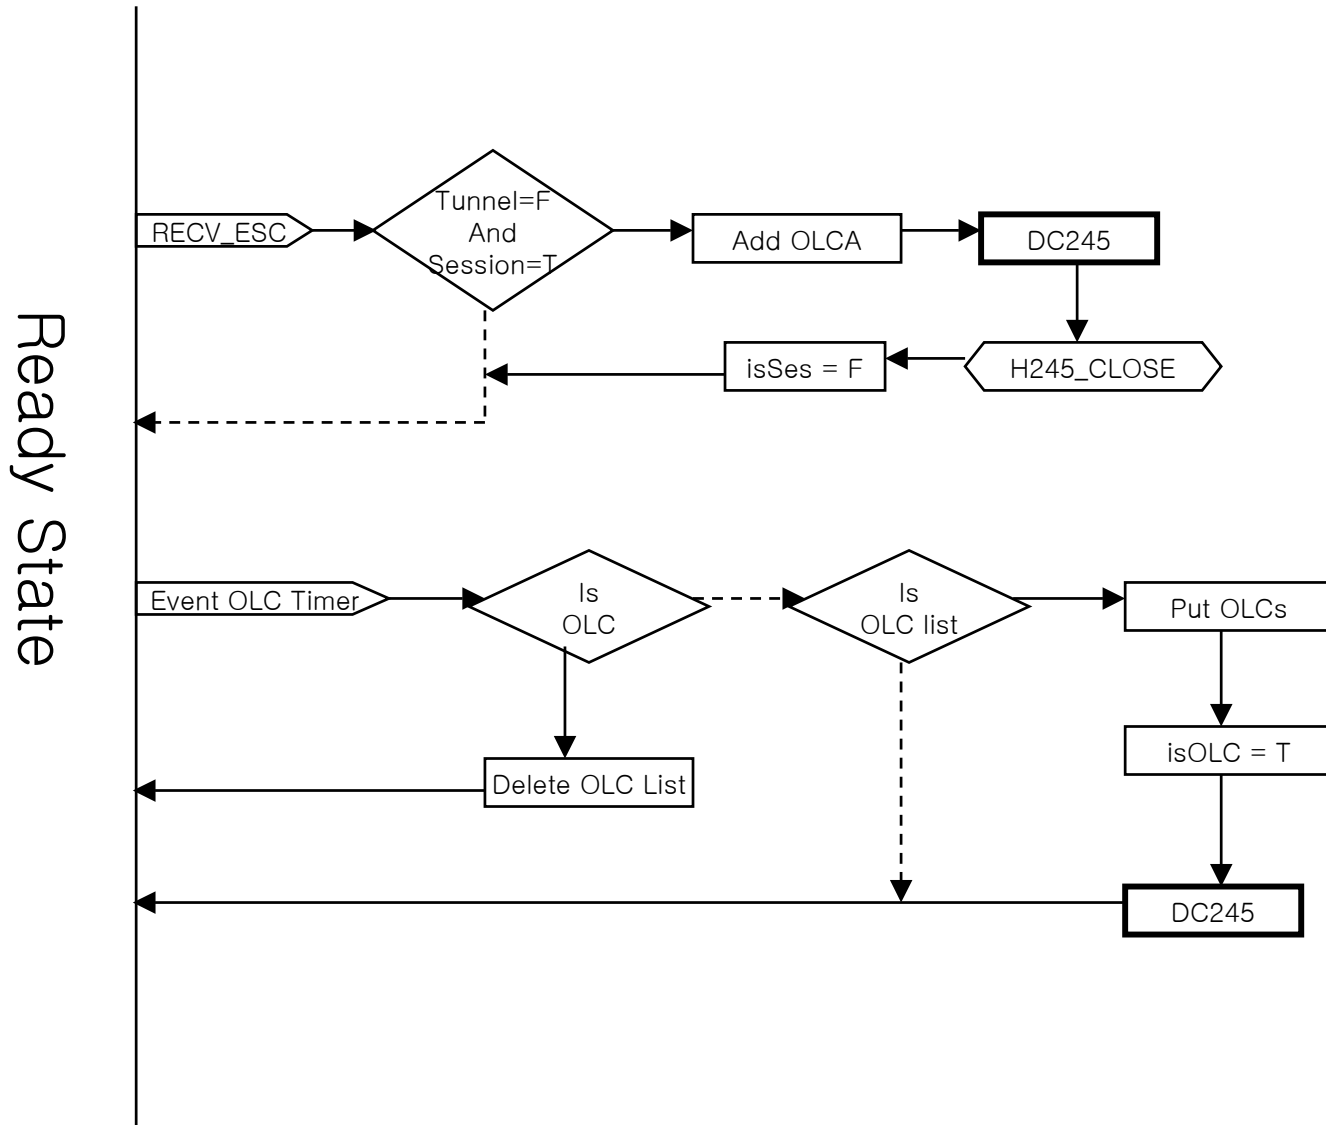 Ready State
RECV_ESC
Tunnel=F
And
Session=T
Add OLCA
DC245
isSes = F
H245_CLOSE
Event OLC Timer
Is
OLC
Is
OLC list
Put OLCs
isOLC = T
Delete OLC List
DC245